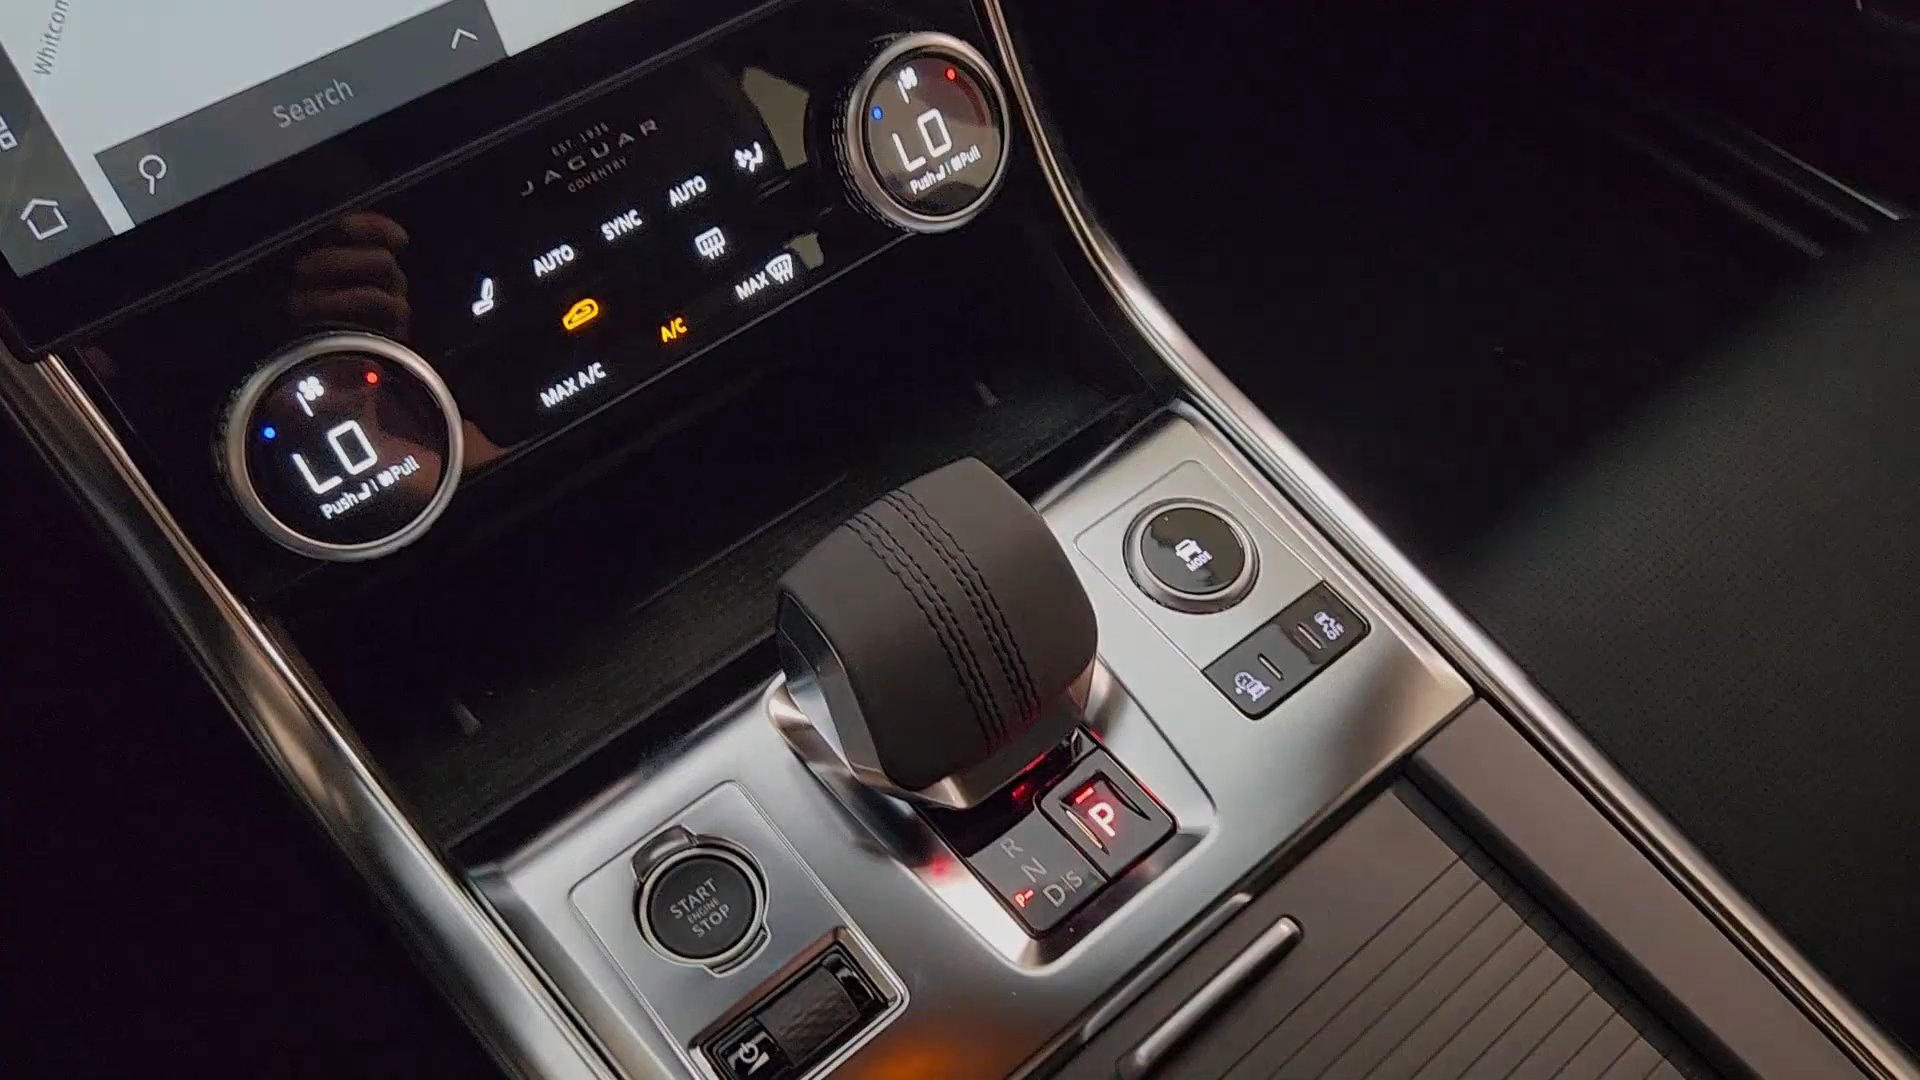 Whitcom
Search
EST. 1935
JAGUAR
COVENTRY
LO
Push Pull
AUTO
SYNC
AUTO
A/C
MAX
MAX A/C
LO
Push Pull
MODE
OFF
START
ENGINE
STOP
P
R
N
D/S
P